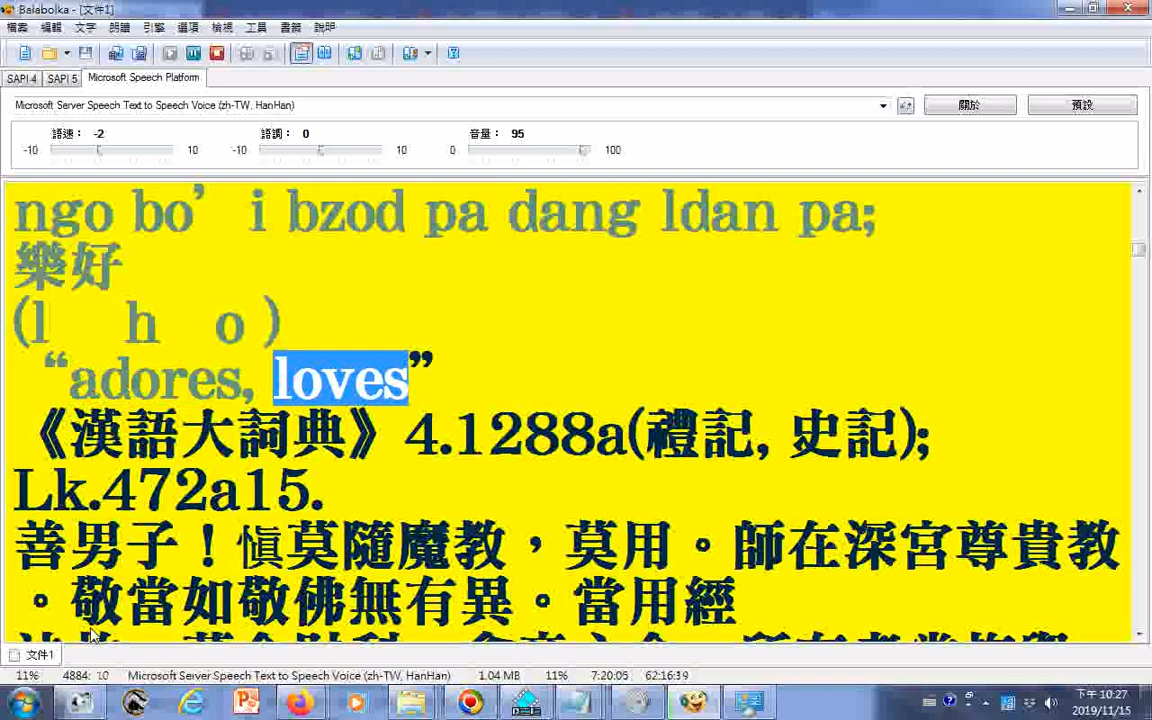 Balabolka - [文件1]
檔案 編輯 文字 朗讀 引擎 選項 檢視 工具 書籤 說明
SAPI 4 SAPI 5 Microsoft Speech Platform
Microsoft Server Speech Text to Speech Voice (zh-TW, HanHan) 關於 預設
語速： -2 語調： 0 音量： 95
-10 10 -10 10 0 100
ngo bo’i bzod pa dang ldan pa;
樂好
(l h o )
“adores, loves”
《漢語大詞典》4.1288a(禮記, 史記);
Lk.472a15.
善男子！愼莫隨魔教，莫用。師在深宮尊貴教
。敬當如敬佛無有異。當用經
文件1
11% 4884: 10 Microsoft Server Speech Text to Speech Voice (zh-TW, HanHan) 1.04 MB 11% 7:20:05 62:16:39
下午 10:27
2019/11/15